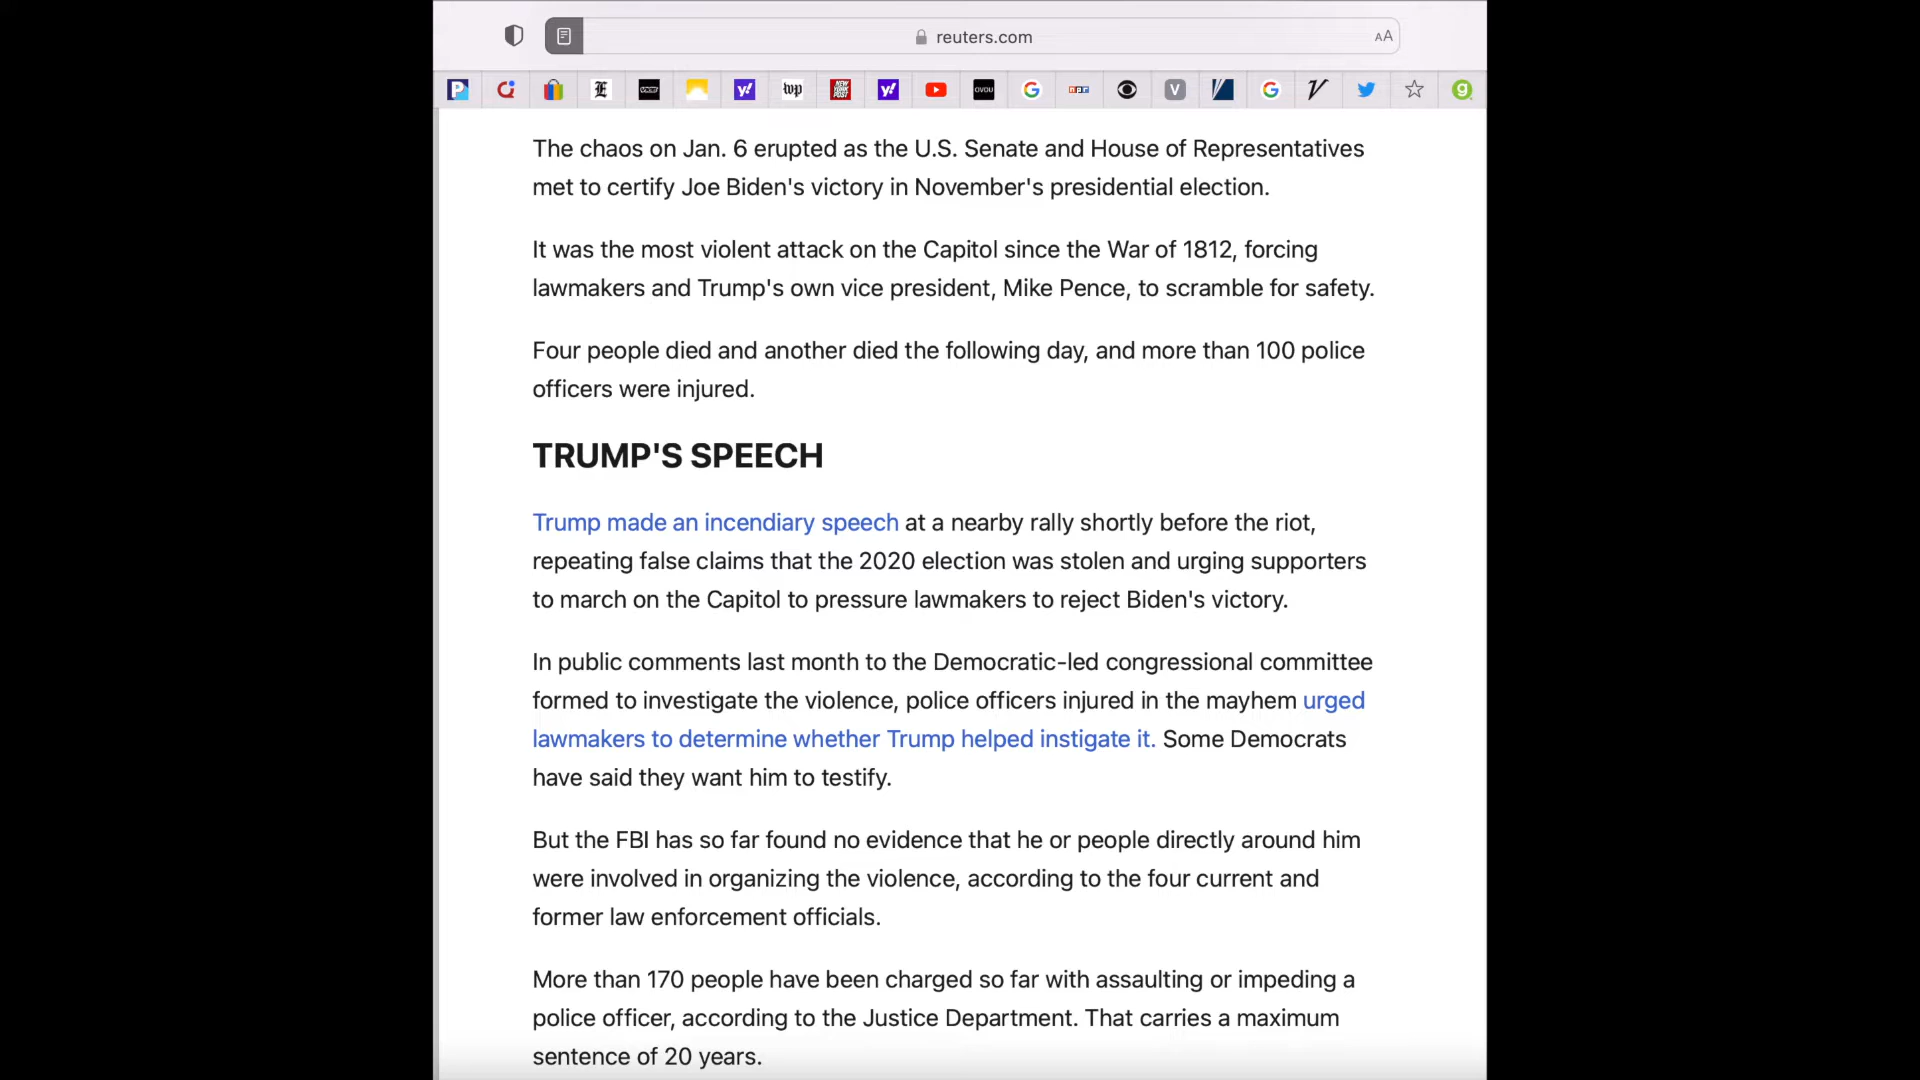 reuters.com
AA
P Q E y! wp NEW YORK POST y! OVOU G npr V G V g
The chaos on Jan. 6 erupted as the U.S. Senate and House of Representatives
met to certify Joe Biden's victory in November's presidential election.
It was the most violent attack on the Capitol since the War of 1812, forcing
lawmakers and Trump's own vice president, Mike Pence, to scramble for safety.
Four people died and another died the following day, and more than 100 police
officers were injured.
TRUMP'S SPEECH
Trump made an incendiary speech at a nearby rally shortly before the riot,
repeating false claims that the 2020 election was stolen and urging supporters
to march on the Capitol to pressure lawmakers to reject Biden's victory.
In public comments last month to the Democratic-led congressional committee
formed to investigate the violence, police officers injured in the mayhem urged
lawmakers to determine whether Trump helped instigate it. Some Democrats
have said they want him to testify.
But the FBI has so far found no evidence that he or people directly around him
were involved in organizing the violence, according to the four current and
former law enforcement officials.
More than 170 people have been charged so far with assaulting or impeding a
police officer, according to the Justice Department. That carries a maximum
sentence of 20 years.